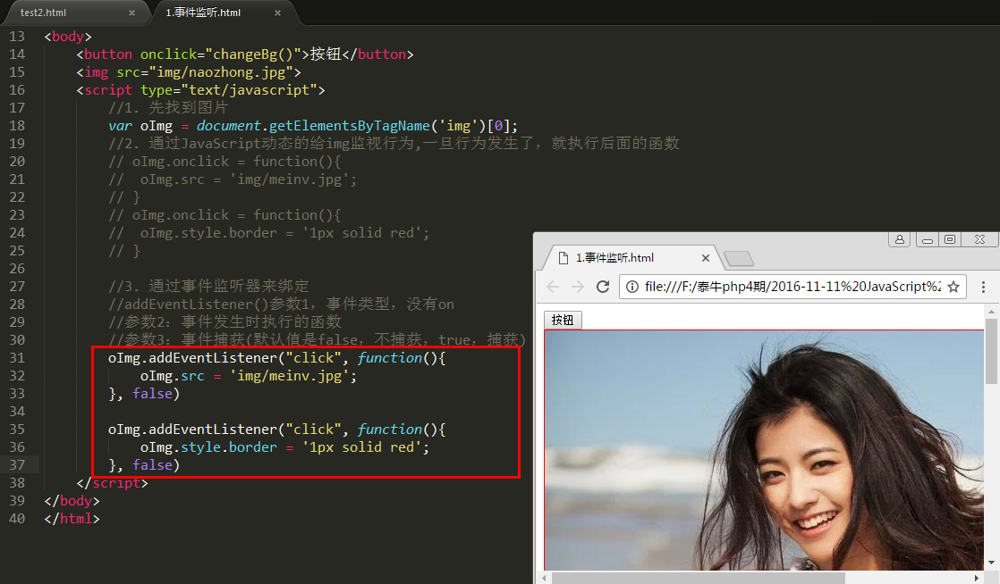 test2.html
1.事件监听.html
13 <body>
14 <button onclick="changeBg()">按钮</button>
15 <img src="img/naozhong.jpg">
16 <script type="text/javascript">
17 //1. 先找到图片
18 var oImg = document.getElementsByTagName('img')[0];
19 //2. 通过JavaScript动态的给img监视行为,一旦行为发生了，就执行后面的函数
20 // oImg.onclick = function(){
21 //  oImg.src = 'img/meinv.jpg';
22 // }
23 // oImg.onclick = function(){
24 //  oImg.style.border = '1px solid red';
25 // }
26
27 //3. 通过事件监听器来绑定
28 //addEventListener()参数1，事件类型，没有on
29 //参数2：事件发生时执行的函数
30 //参数3：事件捕获(默认值是false，不捕获，true，捕获)
31 oImg.addEventListener("click", function(){
32 oImg.src = 'img/meinv.jpg';
33 }, false)
34
35 oImg.addEventListener("click", function(){
36 oImg.style.border = '1px solid red';
37 }, false)
38 </script>
39 </body>
40 </html>
1.事件监听.html
file:///F:/泰牛php4期/2016-11-11%20JavaScript%2
按钮